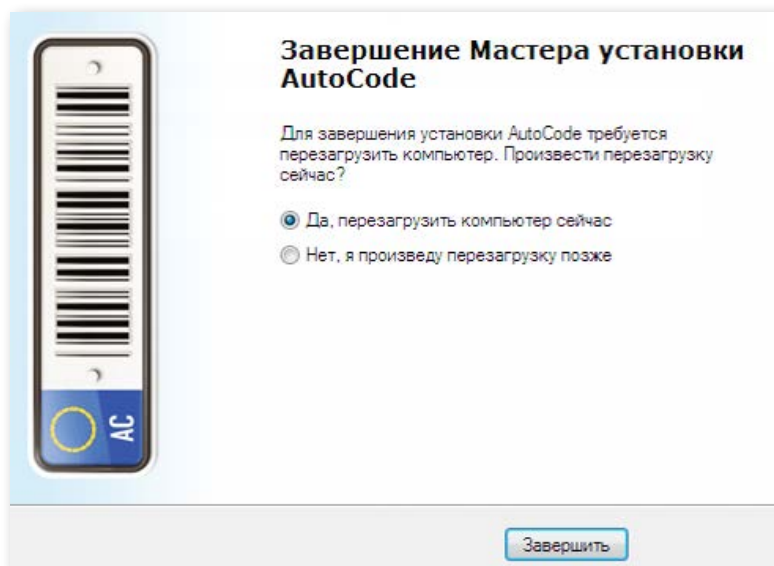 Завершение Мастера установки
AutoCode
Для завершения установки AutoCode требуется
перезагрузить компьютер. Произвести перезагрузку
сейчас?
Да, перезагрузить компьютер сейчас
Нет, я произведу перезагрузку позже
AC
Завершить